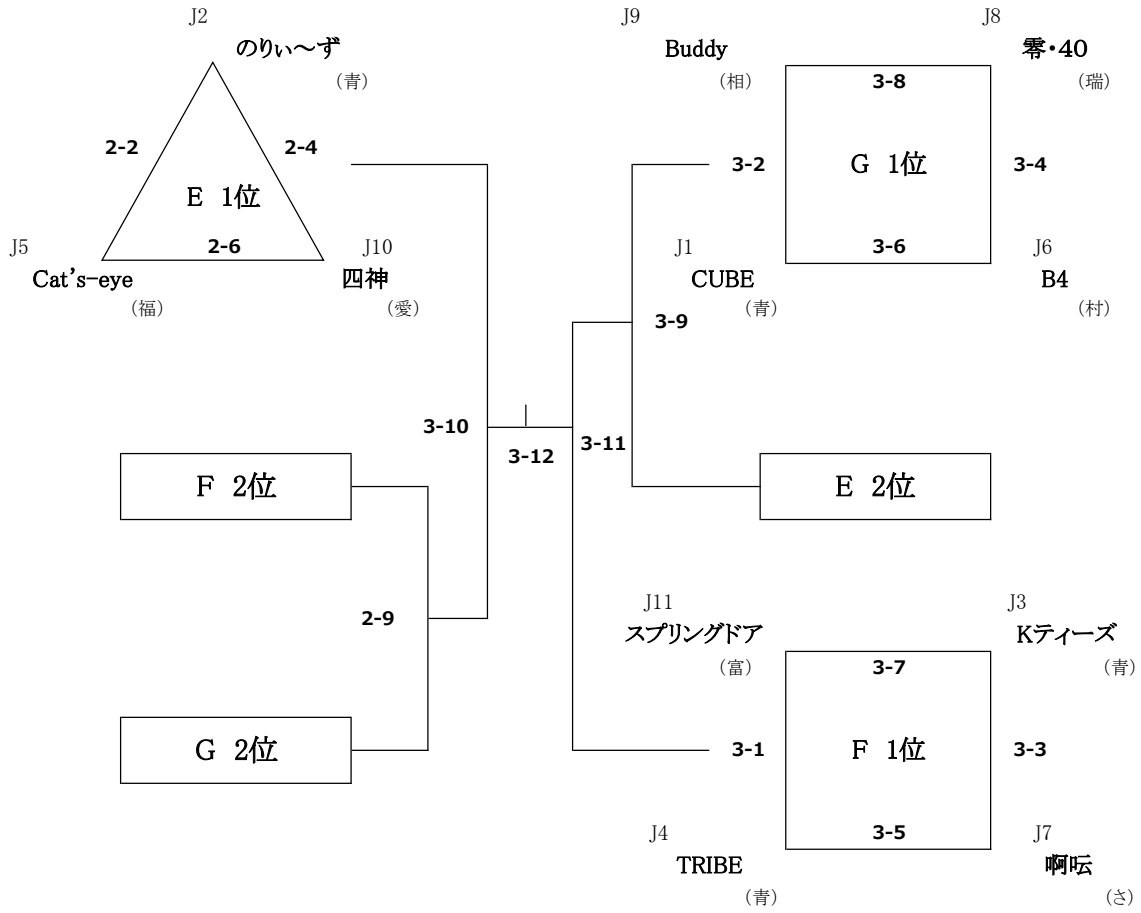 J2
のりぃ～ず
（青）
2-2
2-4
E 1位
2-6
J5
Cat's-eye
（福）
J10
四神
（愛）
J9
Buddy
（相）
J8
零・40
（瑞）
3-8
3-2
G 1位
3-4
3-6
J1
CUBE
（青）
J6
B4
（村）
3-9
3-10
3-12
3-11
F 2位
E 2位
2-9
G 2位
J11
スプリングドア
（富）
J3
Kティーズ
（青）
3-7
3-1
F 1位
3-3
3-5
J4
TRIBE
（青）
J7
啊呍
（さ）